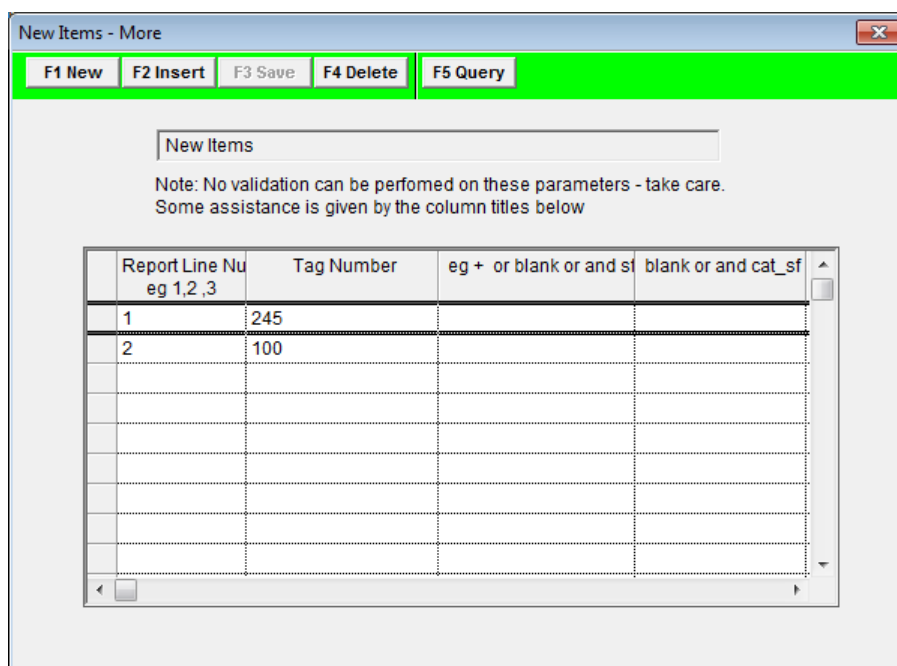 New Items - More
F1 New F2 Insert F3 Save F4 Delete F5 Query
New Items
Note: No validation can be perfomed on these parameters - take care.
Some assistance is given by the column titles below
Report Line Nu Tag Number eg + or blank or and sf blank or and cat_sf
eg 1,2 ,3
1 245
2 100